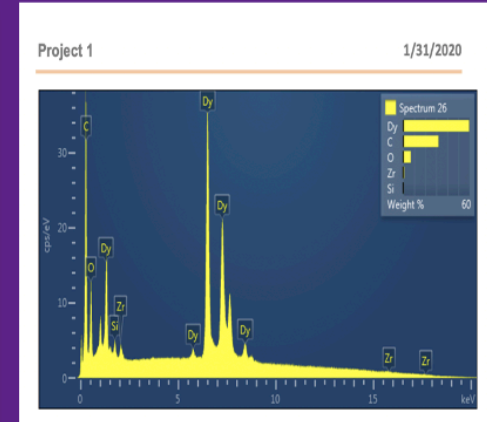 Project 1 1/31/2020
Spectrum 26
Dy
C
O
Zr
Si
Weight % 60
cps/eV
30
20
10
0
C
O
Dy
Si
Zr
Dy
Dy
Dy
Dy
Zr
Zr
0 5 10 15 keV